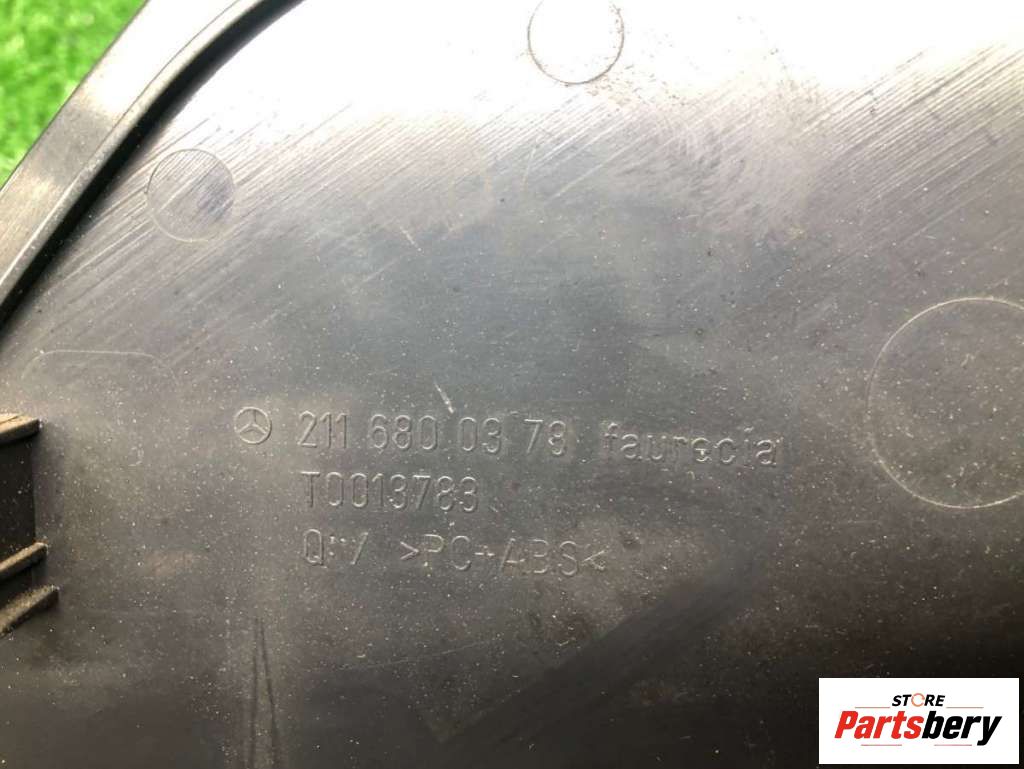 211 680 03 78 faurecia
T0013783
>PC+ABS<
STORE
Partsbery